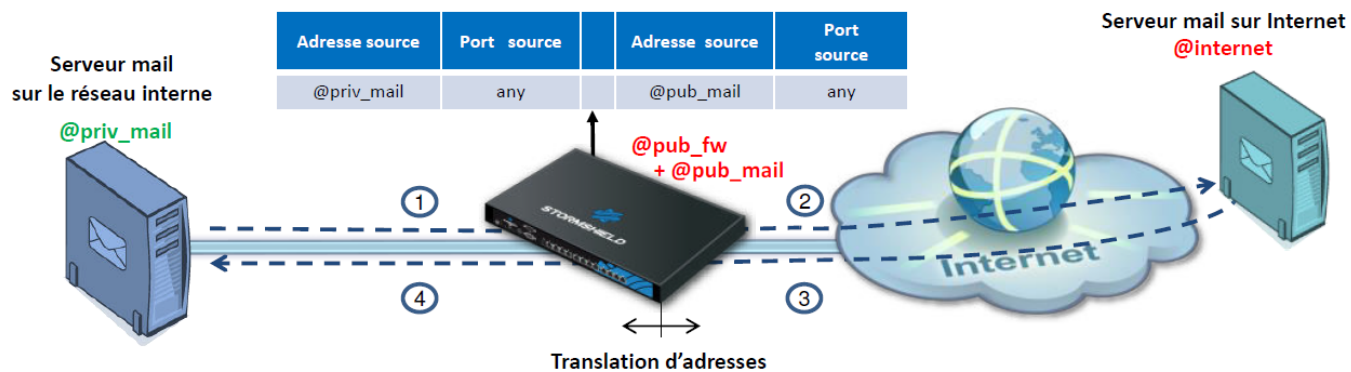 Adresse source
Port source
Adresse source
Port
source
@priv_mail
any
@pub_mail
any
Serveur mail sur Internet
@internet
Serveur mail
sur le réseau interne
@priv_mail
@pub_fw
+ @pub_mail
1
2
STORMSHIELD
Internet
4
3
Translation d'adresses